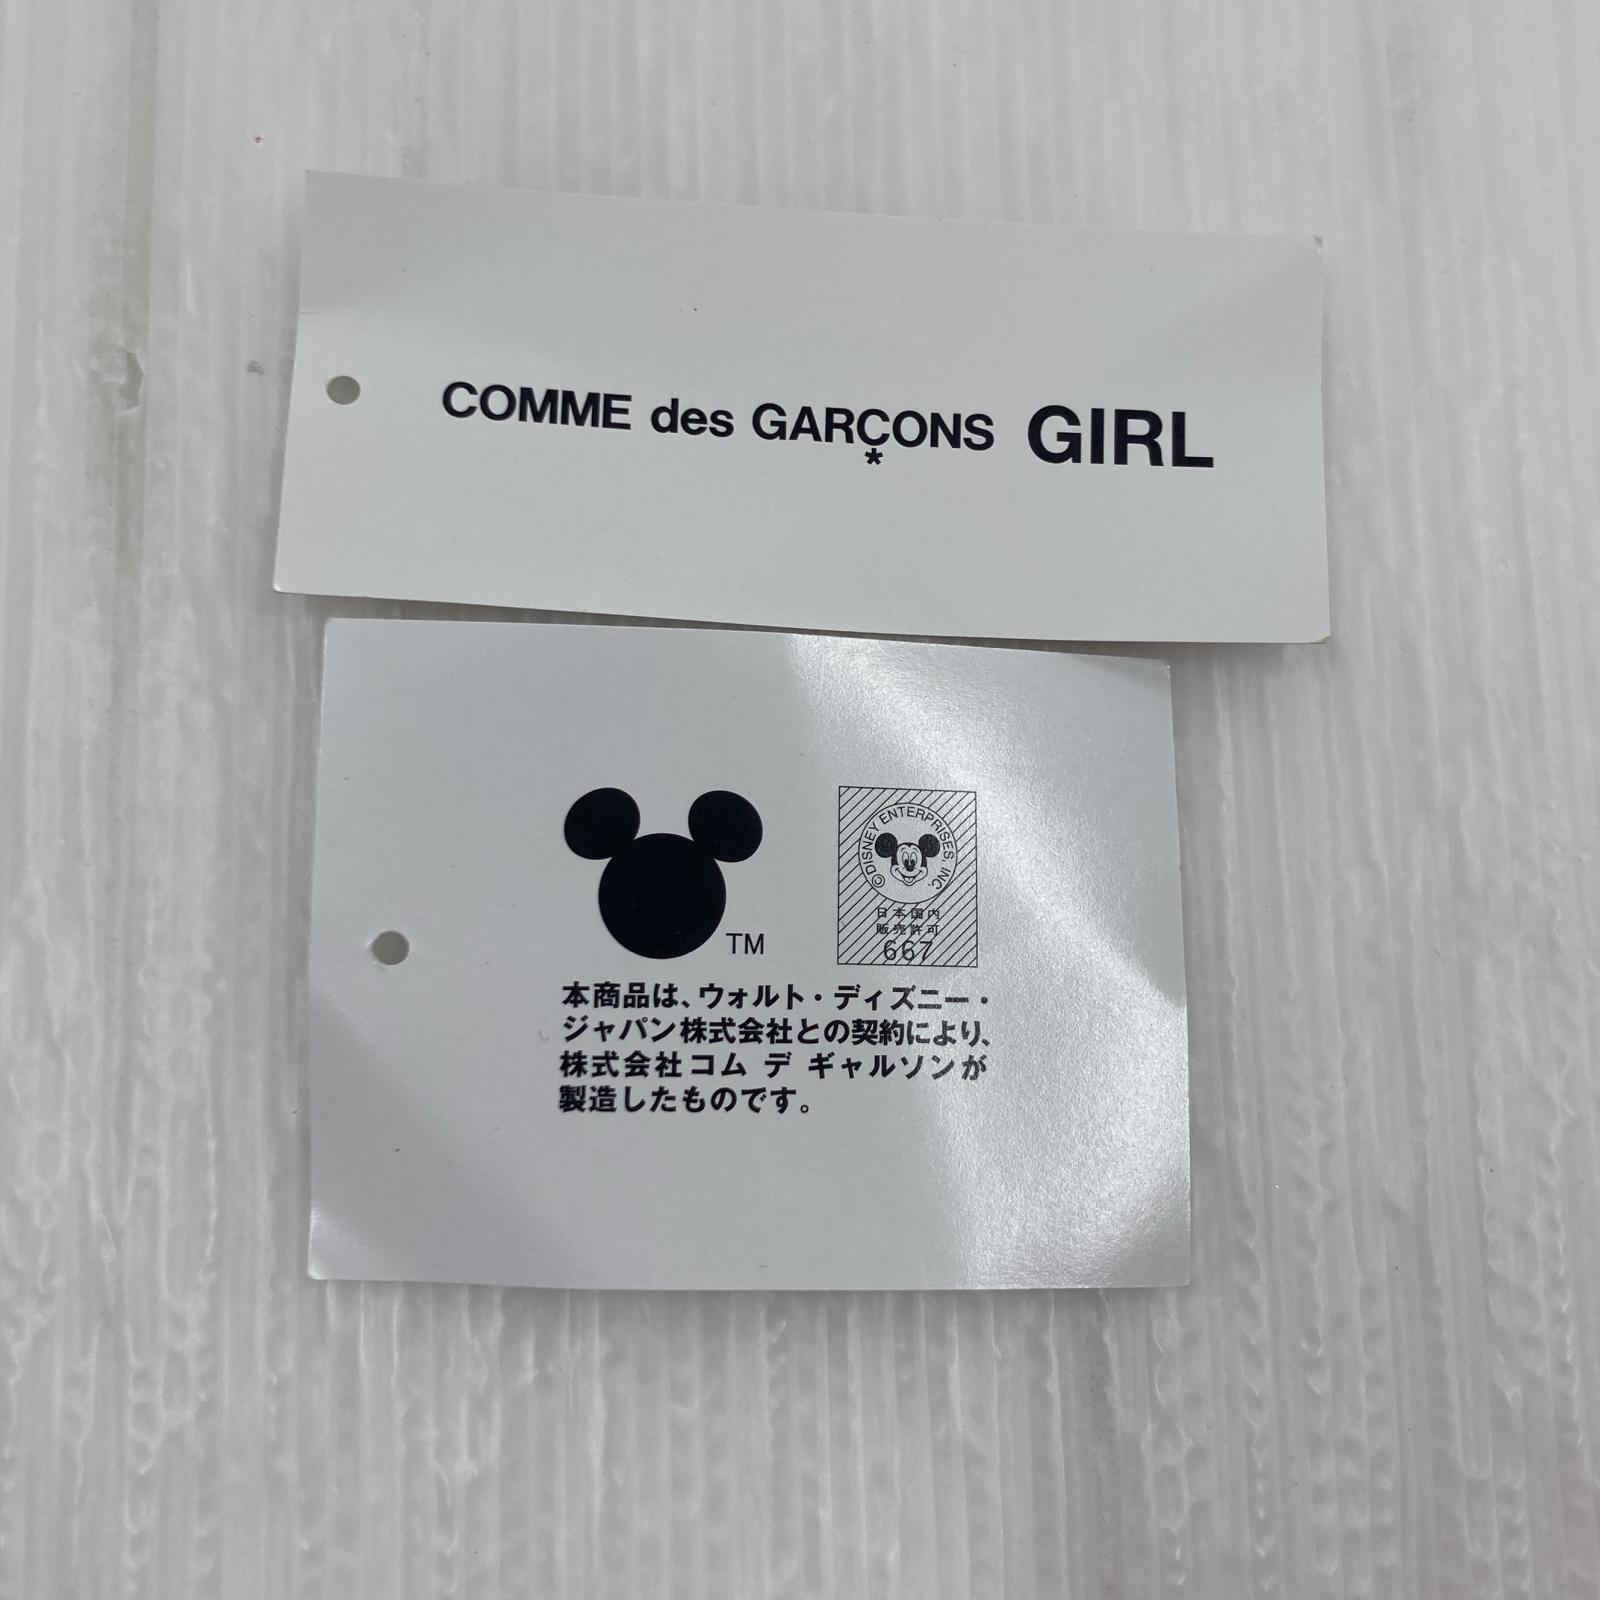 COMME des GARÇONS GIRL
*
TM
©DISNEY ENTERPRISES, INC.
日本国内
販売許可
667
本商品は、ウォルト・ディズニー・
ジャパン株式会社との契約により、
株式会社コム デ ギャルソンが
製造したものです。